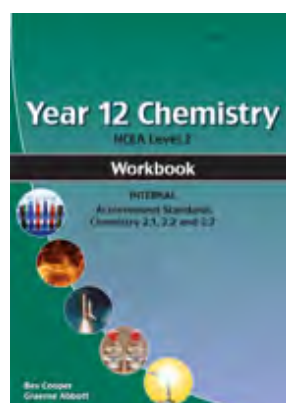 Year 12 Chemistry
NCEA Level 2
Workbook
INTERNAL
Achievement Standards
Chemistry 2.1, 2.2 and 2.7
Bev Cooper
Graeme Abbott